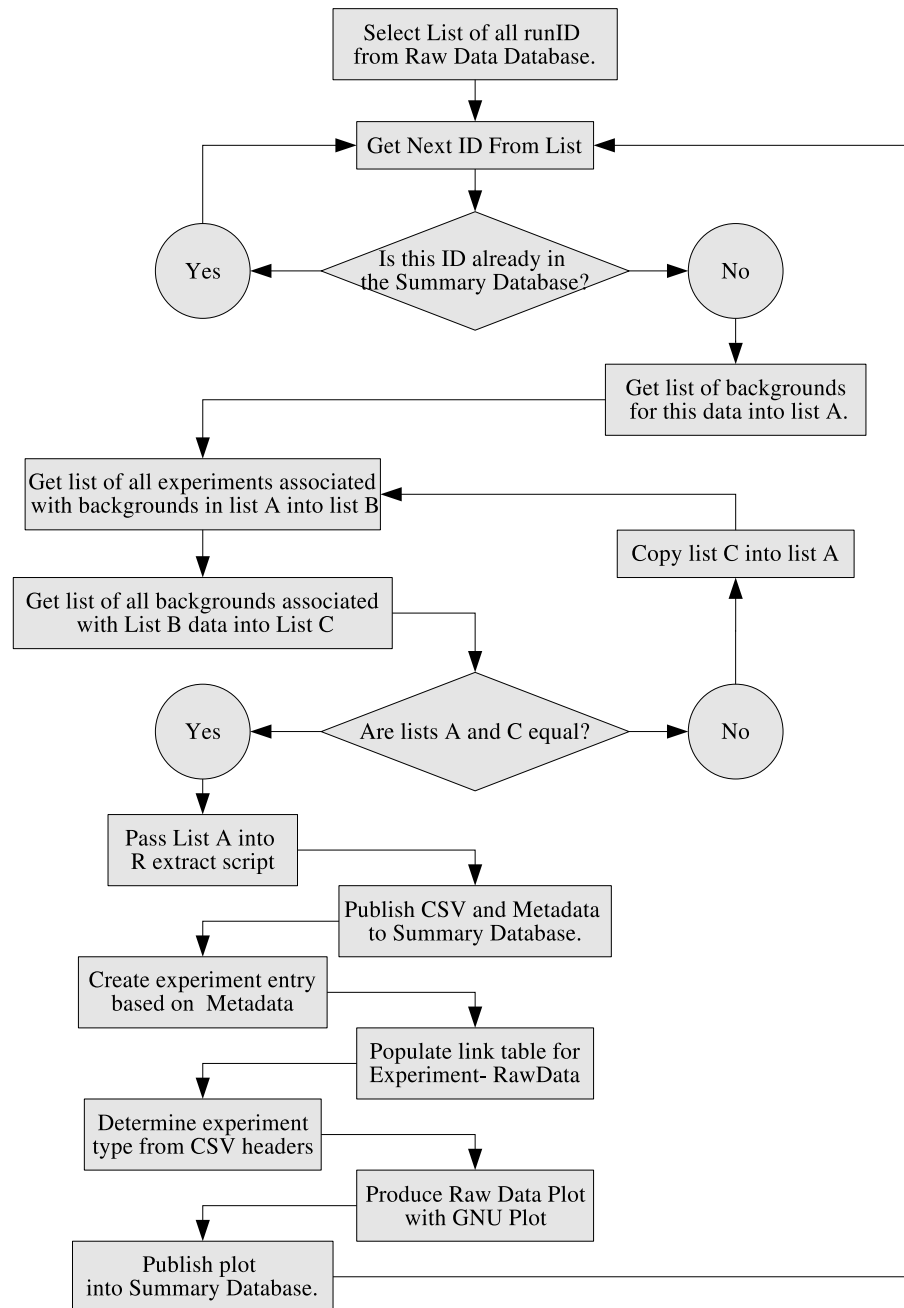 Select List of all runID
from Raw Data Database.
Get Next ID From List
Yes
Is this ID already in
the Summary Database?
No
Get list of backgrounds
for this data into list A.
Get list of all experiments associated
with backgrounds in list A into list B
Copy list C into list A
Get list of all backgrounds associated
with List B data into List C
Yes
Are lists A and C equal?
No
Pass List A into
R extract script
Publish CSV and Metadata
to Summary Database.
Create experiment entry
based on Metadata
Populate link table for
Experiment- RawData
Determine experiment
type from CSV headers
Produce Raw Data Plot
with GNU Plot
Publish plot
into Summary Database.